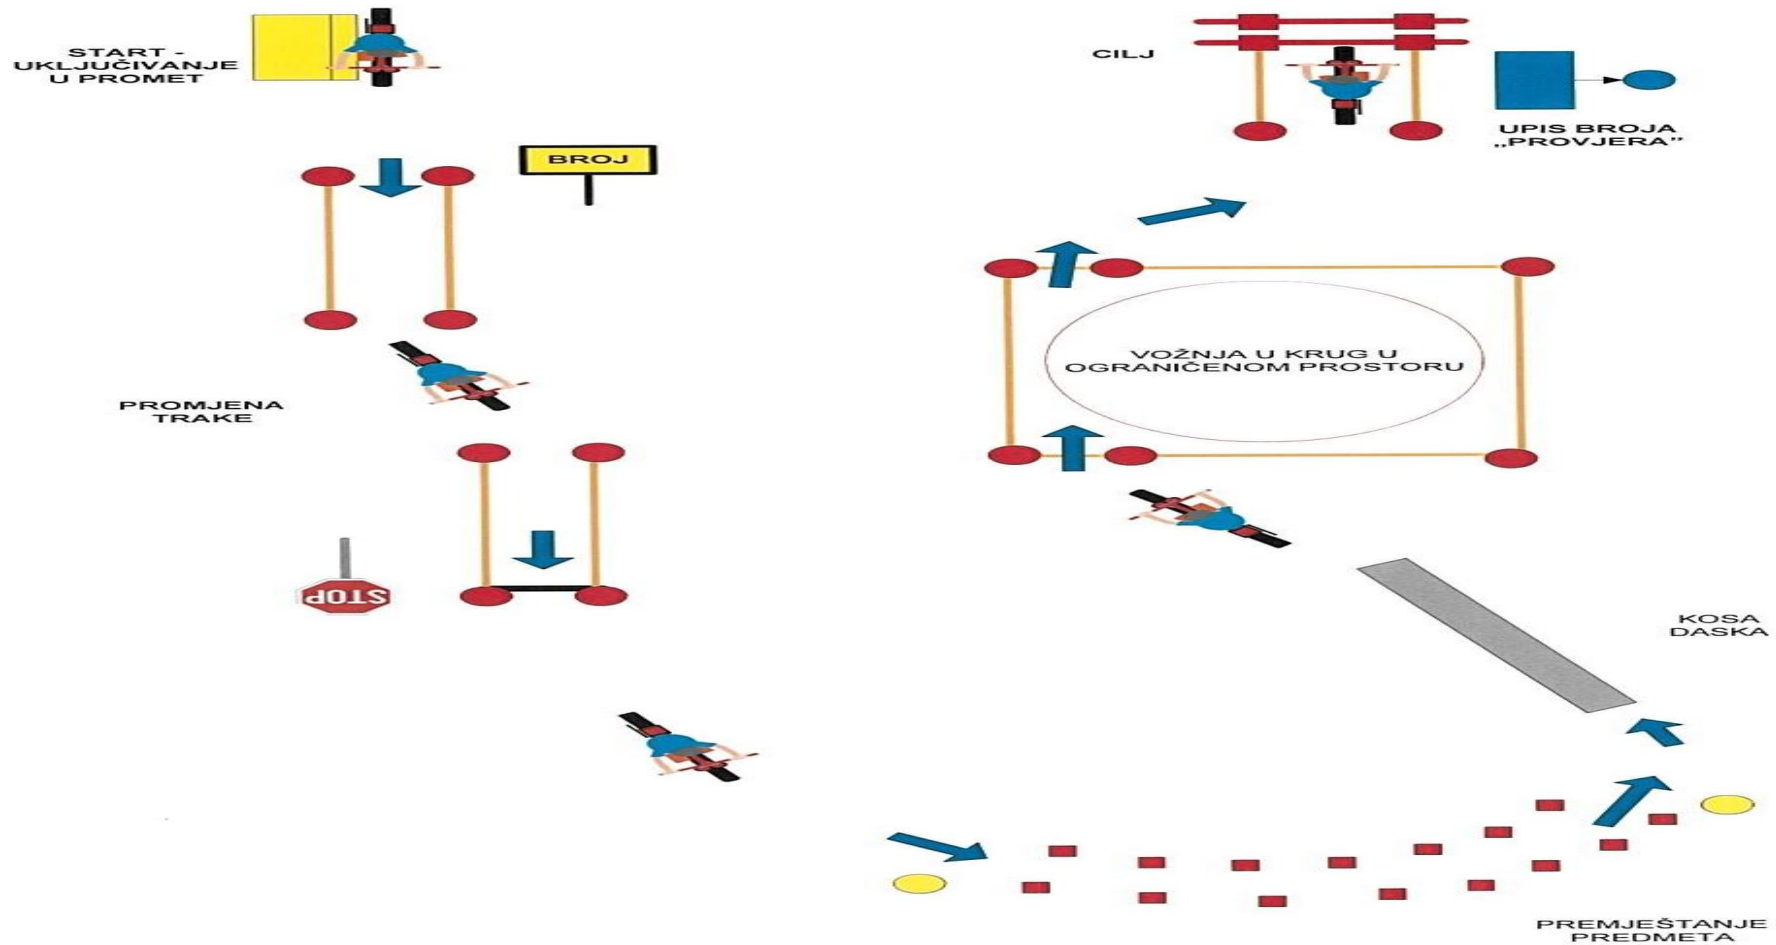 START -
UKLJUČIVANJE
U PROMET
BROJ
PROMJENA
TRAKE
STOP
CILJ
UPIS BROJA
„PROVJERA”
VOŽNJA U KRUG U
OGRANIČENOM PROSTORU
KOSA
DASKA
PREMJEŠTANJE
PREDMETA